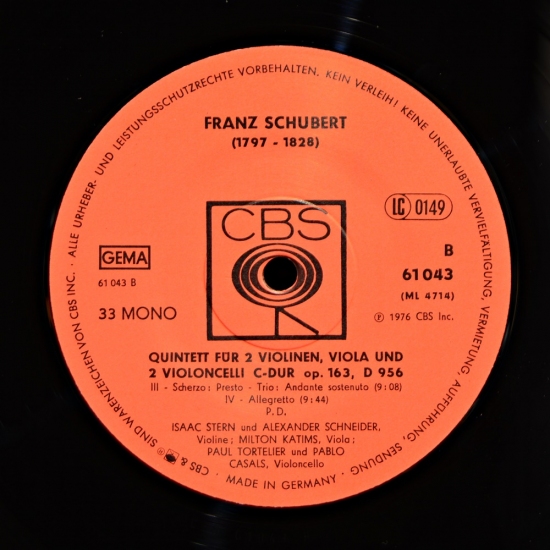 ALLE URHEBER- UND LEISTUNGSSCHUTZRECHTE VORBEHALTEN. KEIN VERLEIH! KEINE UNERLAUBTE VERVIELFÄLTIGUNG, VERMIETUNG, AUFFÜHRUNG, SENDUNG
FRANZ SCHUBERT
(1797 - 1828)
LC 0149
CBS
GEMA
61 043 B
33 MONO
B
61 043
(ML 4714)
Ⓟ 1976 CBS Inc.
QUINTETT FÜR 2 VIOLINEN, VIOLA UND
2 VIOLONCELLI C-DUR op. 163, D 956
III - Scherzo: Presto - Trio: Andante sostenuto (9:08)
IV - Allegretto (9:44)
P.D.
ISAAC STERN und ALEXANDER SCHNEIDER,
Violine; MILTON KATIMS, Viola;
PAUL TORTELIER und PABLO
CASALS, Violoncello
CBS & ® SIND WARENZEICHEN VON CBS INC. ·
MADE IN GERMANY